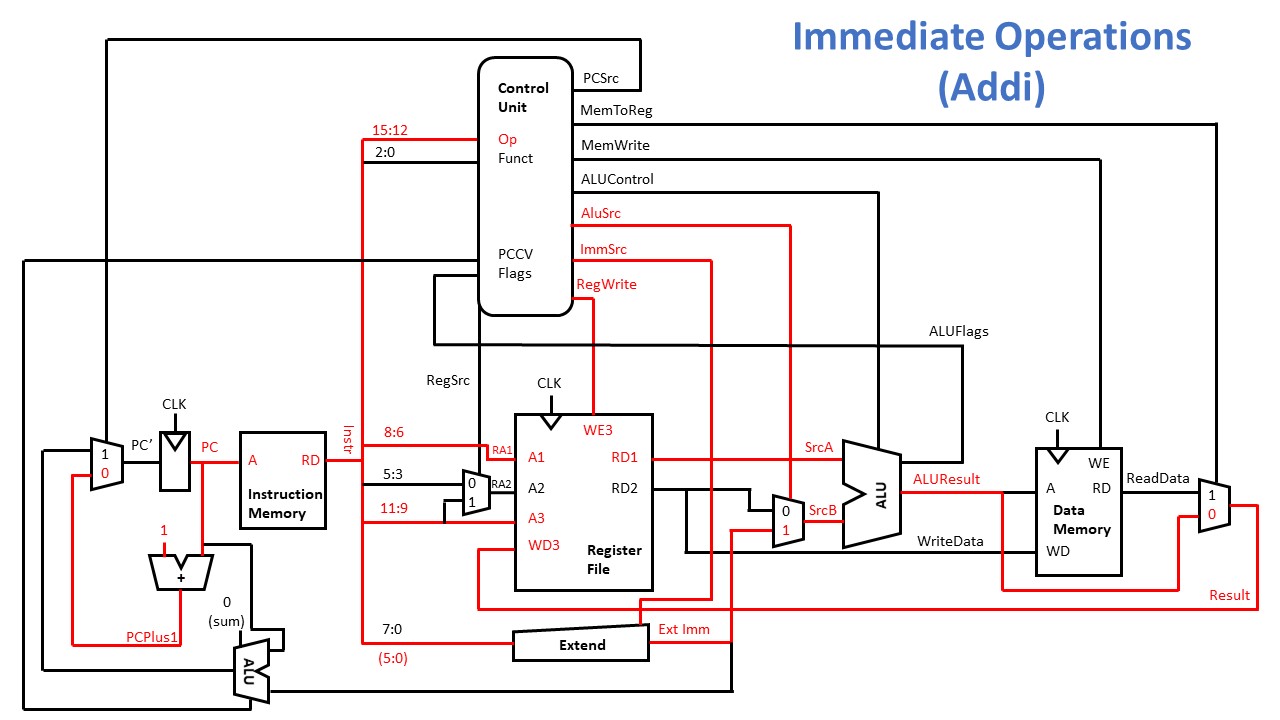 Immediate Operations
(Addi)
Control
Unit
Op
Funct
PCCV
Flags
PCSrc
MemToReg
MemWrite
ALUControl
AluSrc
ImmSrc
RegWrite
15:12
2:0
ALUFlags
RegSrc
CLK
CLK
CLK
PC’
PC
1
0
A
RD
Instruction
Memory
Instr
8:6
5:3
11:9
RA1
RA2
0
1
WE3
A1
RD1
A2
RD2
A3
WD3
Register
File
SrcA
0
1
SrcB
ALU
ALUResult
WriteData
WE
A
RD
Data
Memory
WD
ReadData
1
0
Result
1
+
PCPlus1
0
(sum)
ALU
7:0
(5:0)
Extend
Ext Imm